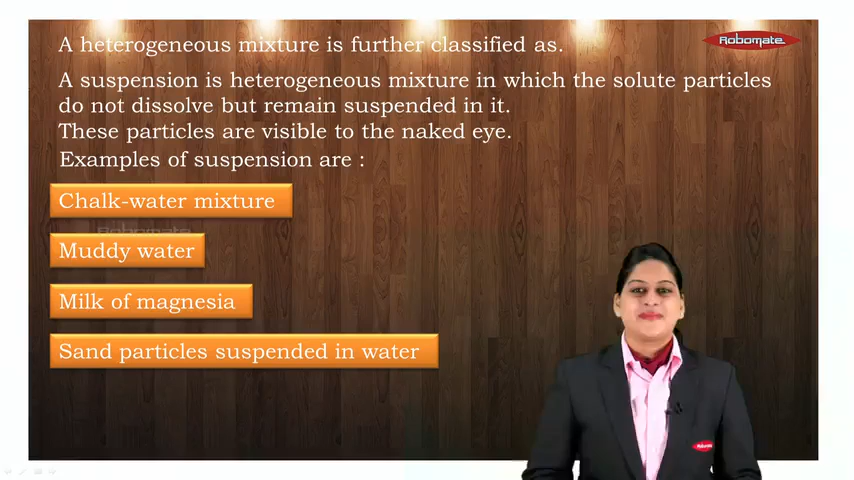 A heterogeneous mixture is further classified as.
Robomate
A suspension is heterogeneous mixture in which the solute particles
do not dissolve but remain suspended in it.
These particles are visible to the naked eye.
Examples of suspension are :
Chalk-water mixture
Robomate
Muddy water
Milk of magnesia
Sand particles suspended in water